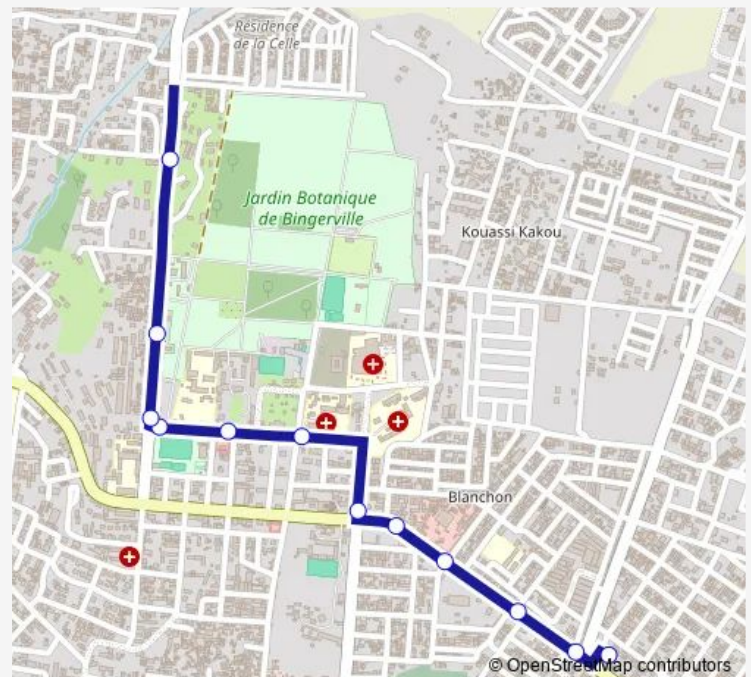 Résidence
de la Celle
Jardin Botanique
de Bingerville
Kouassi Kakou
Blanchon
© OpenStreetMap contributors